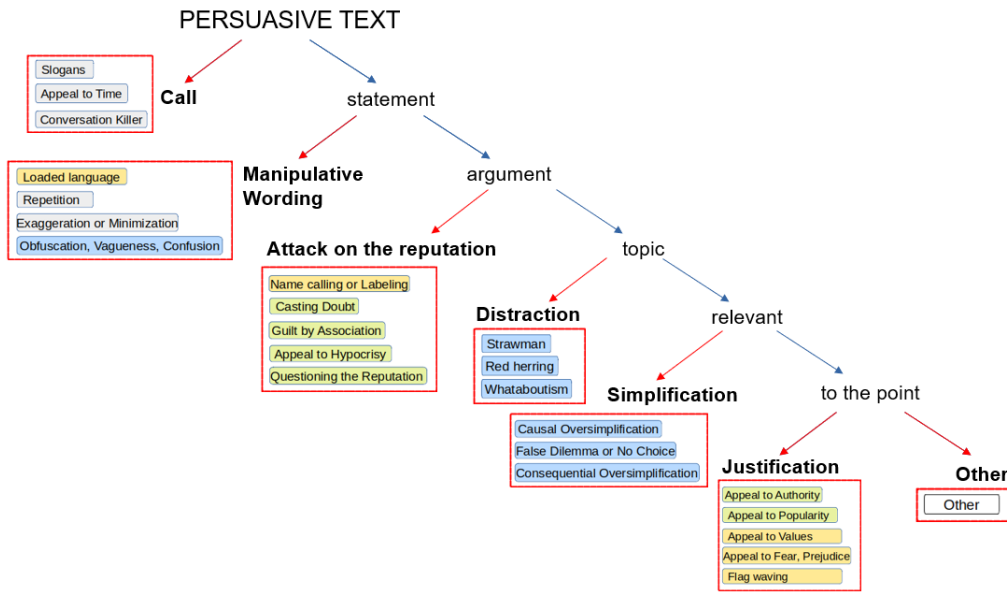 PERSUASIVE TEXT
Slogans
Appeal to Time
Conversation Killer
Call
statement
Loaded language
Repetition
Exaggeration or Minimization
Obfuscation, Vagueness, Confusion
Manipulative
Wording
argument
Attack on the reputation
Name calling or Labeling
Casting Doubt
Guilt by Association
Appeal to Hypocrisy
Questioning the Reputation
topic
Distraction
Strawman
Red herring
Whataboutism
relevant
Simplification
Causal Oversimplification
False Dilemma or No Choice
Consequential Oversimplification
to the point
Justification
Appeal to Authority
Appeal to Popularity
Appeal to Values
Appeal to Fear, Prejudice
Flag waving
Other
Other